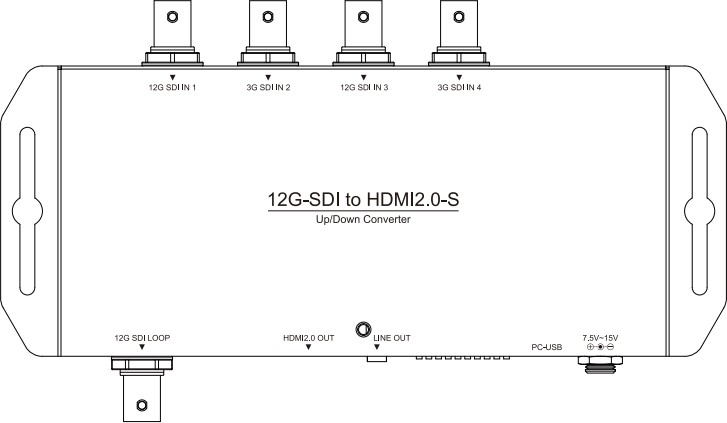 12G SDI IN 1
3G SDI IN 2
12G SDI IN 3
3G SDI IN 4
12G-SDI to HDMI2.0-S
Up/Down Converter
12G SDI LOOP
HDMI2.0 OUT
LINE OUT
PC-USB
7.5V~15V